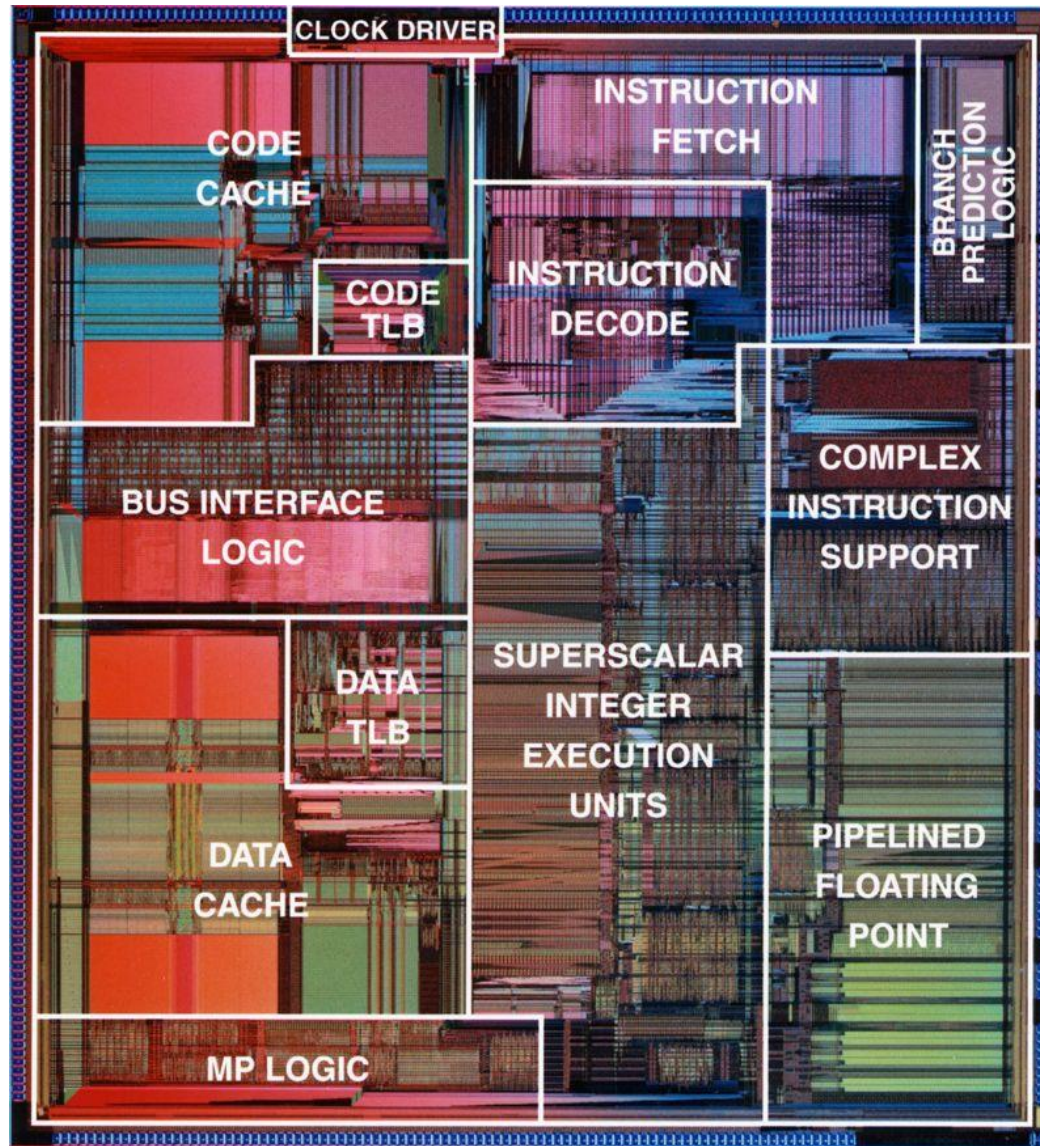 CLOCK DRIVER
CODE
CACHE
INSTRUCTION
FETCH
BRANCH
PREDICTION
LOGIC
CODE
TLB
INSTRUCTION
DECODE
COMPLEX
INSTRUCTION
SUPPORT
BUS INTERFACE
LOGIC
DATA
TLB
SUPERSCALAR
INTEGER
EXECUTION
UNITS
DATA
CACHE
PIPELINED
FLOATING
POINT
MP LOGIC